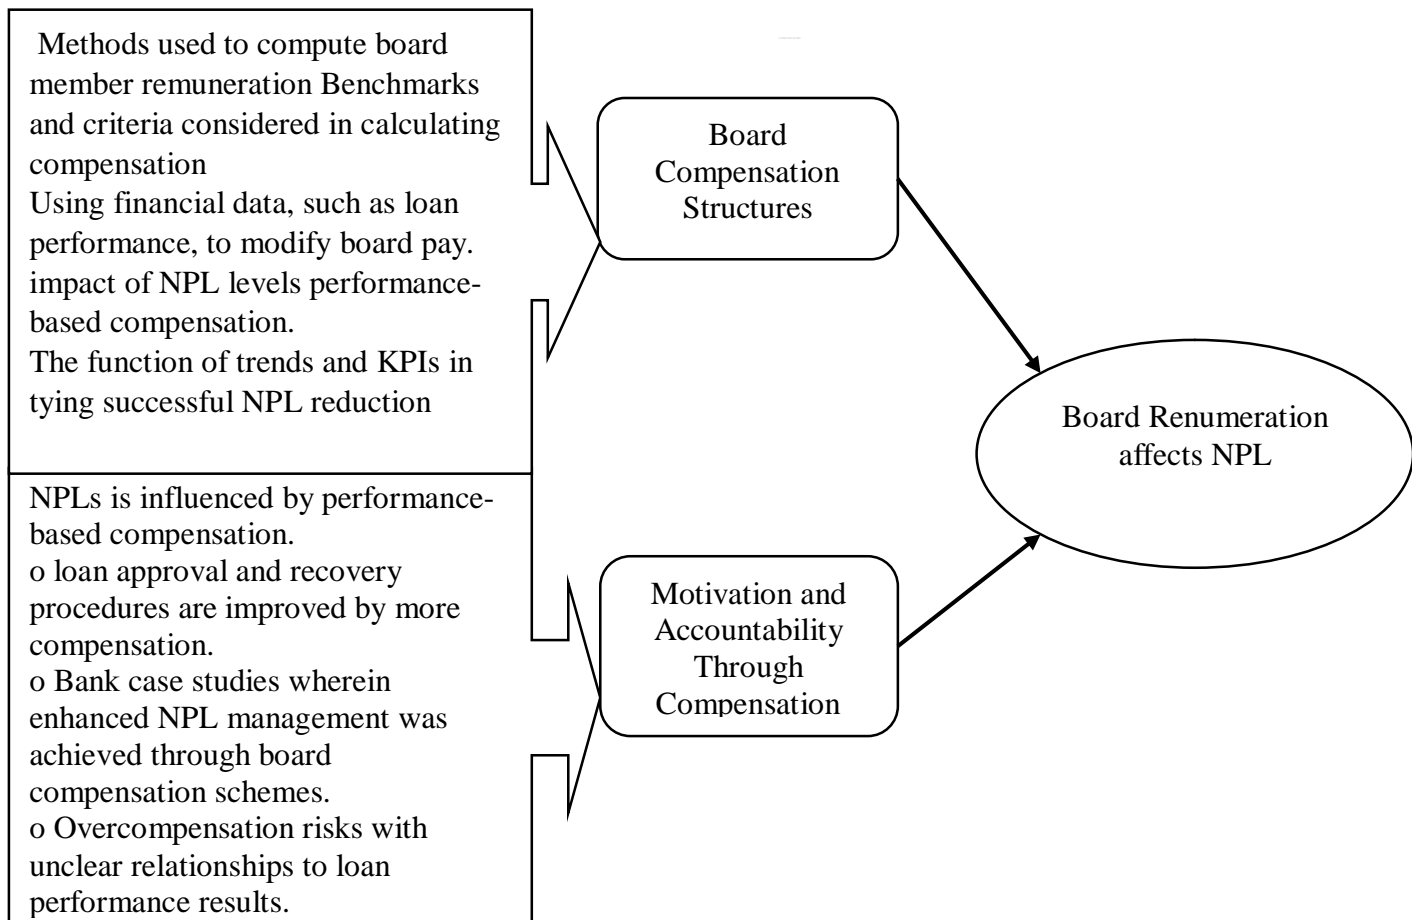 Methods used to compute board
member remuneration Benchmarks
and criteria considered in calculating
compensation
Using financial data, such as loan
performance, to modify board pay.
impact of NPL levels performance-
based compensation.
The function of trends and KPIs in
tying successful NPL reduction
NPLs is influenced by performance-
based compensation.
o loan approval and recovery
procedures are improved by more
compensation.
o Bank case studies wherein
enhanced NPL management was
achieved through board
compensation schemes.
o Overcompensation risks with
unclear relationships to loan
performance results.
Board
Compensation
Structures
Motivation and
Accountability
Through
Compensation
Board Renumeration
affects NPL